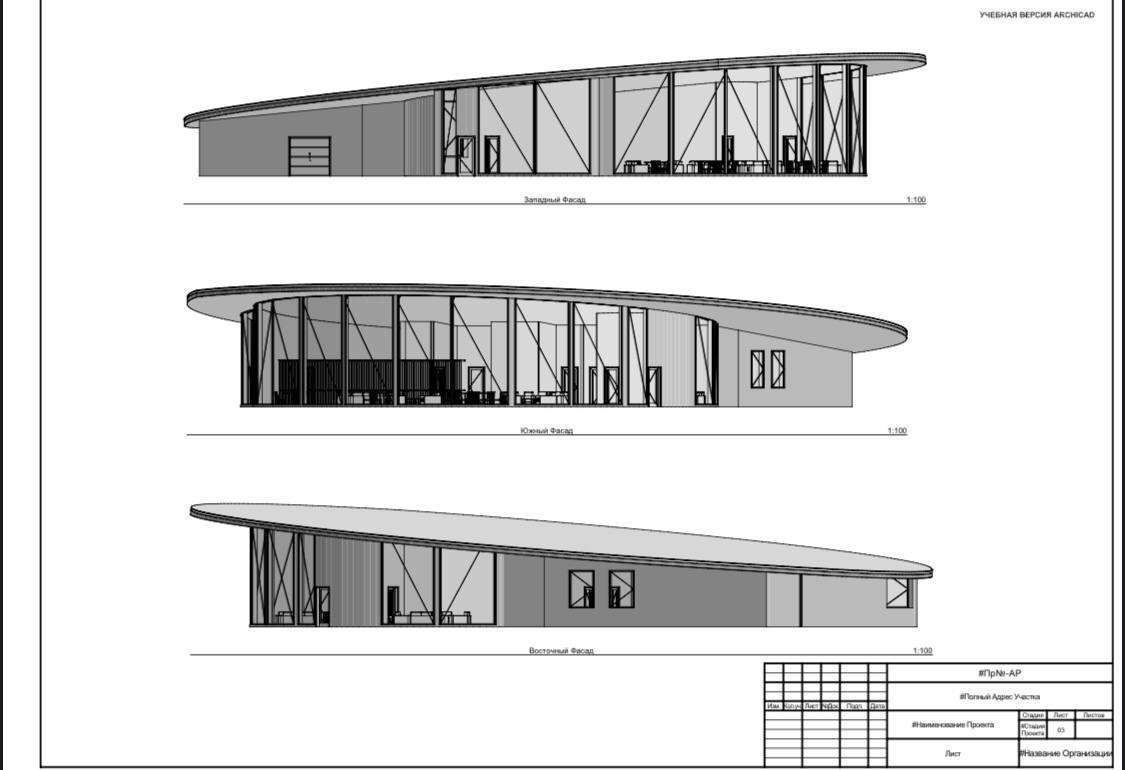 УЧЕБНАЯ ВЕРСИЯ ARCHICAD
Западный Фасад 1:100
Южный Фасад 1:100
Восточный Фасад 1:100
#Пр№-АР
#Полный Адрес Участка
Изм. Кол.уч Лист №Док. Подп. Дата
#Наименование Проекта
Стадия Лист Листов
#Стадия
Проекта
03
Лист
#Название Организации